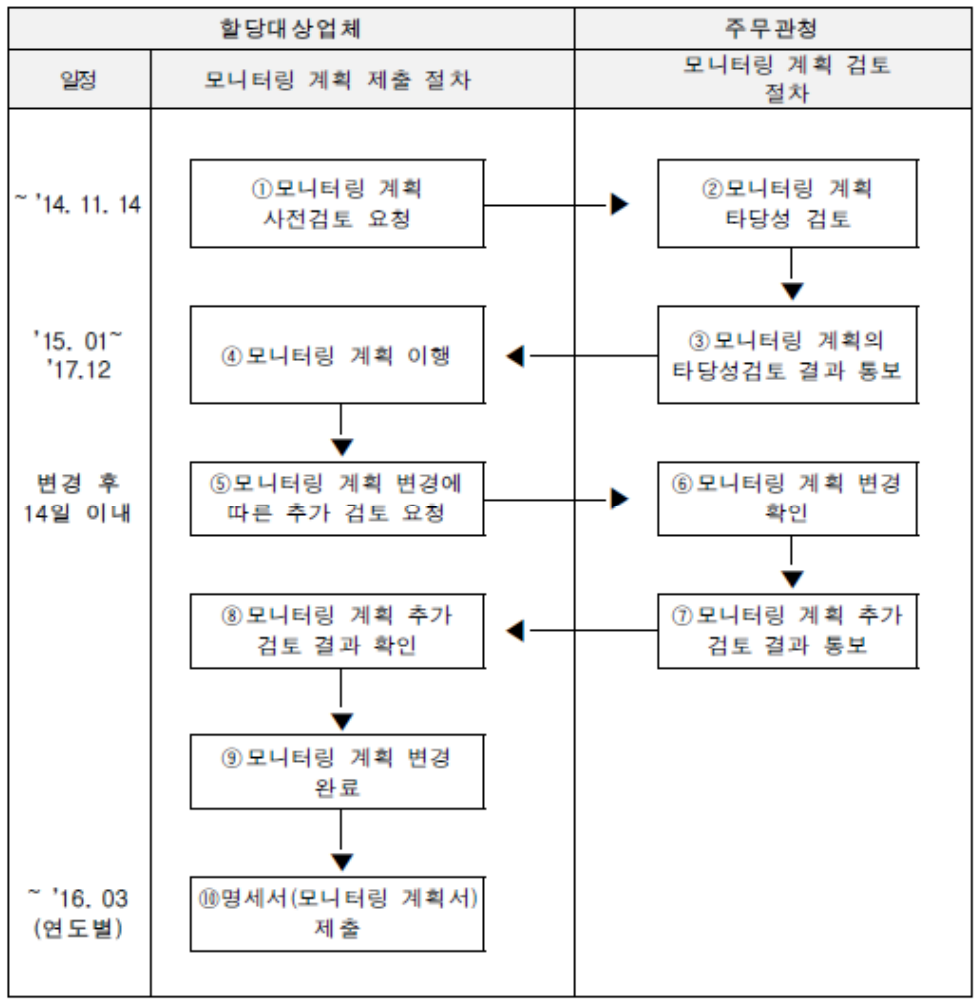 할당대상업체
주무관청
일정
모니터링 계획 제출 절차
모니터링 계획 검토
절차
~ '14. 11. 14
①모니터링 계획
사전검토 요청
②모니터링 계획
타당성 검토
'15. 01~
'17.12
④모니터링 계획 이행
③모니터링 계획의
타당성검토 결과 통보
변경 후
14일 이내
⑤모니터링 계획 변경에
따른 추가 검토 요청
⑥모니터링 계획 변경
확인
⑧모니터링 계획 추가
검토 결과 확인
⑦모니터링 계획 추가
검토 결과 통보
⑨모니터링 계획 변경
완료
~ '16. 03
(연도별)
⑩명세서(모니터링 계획서)
제출